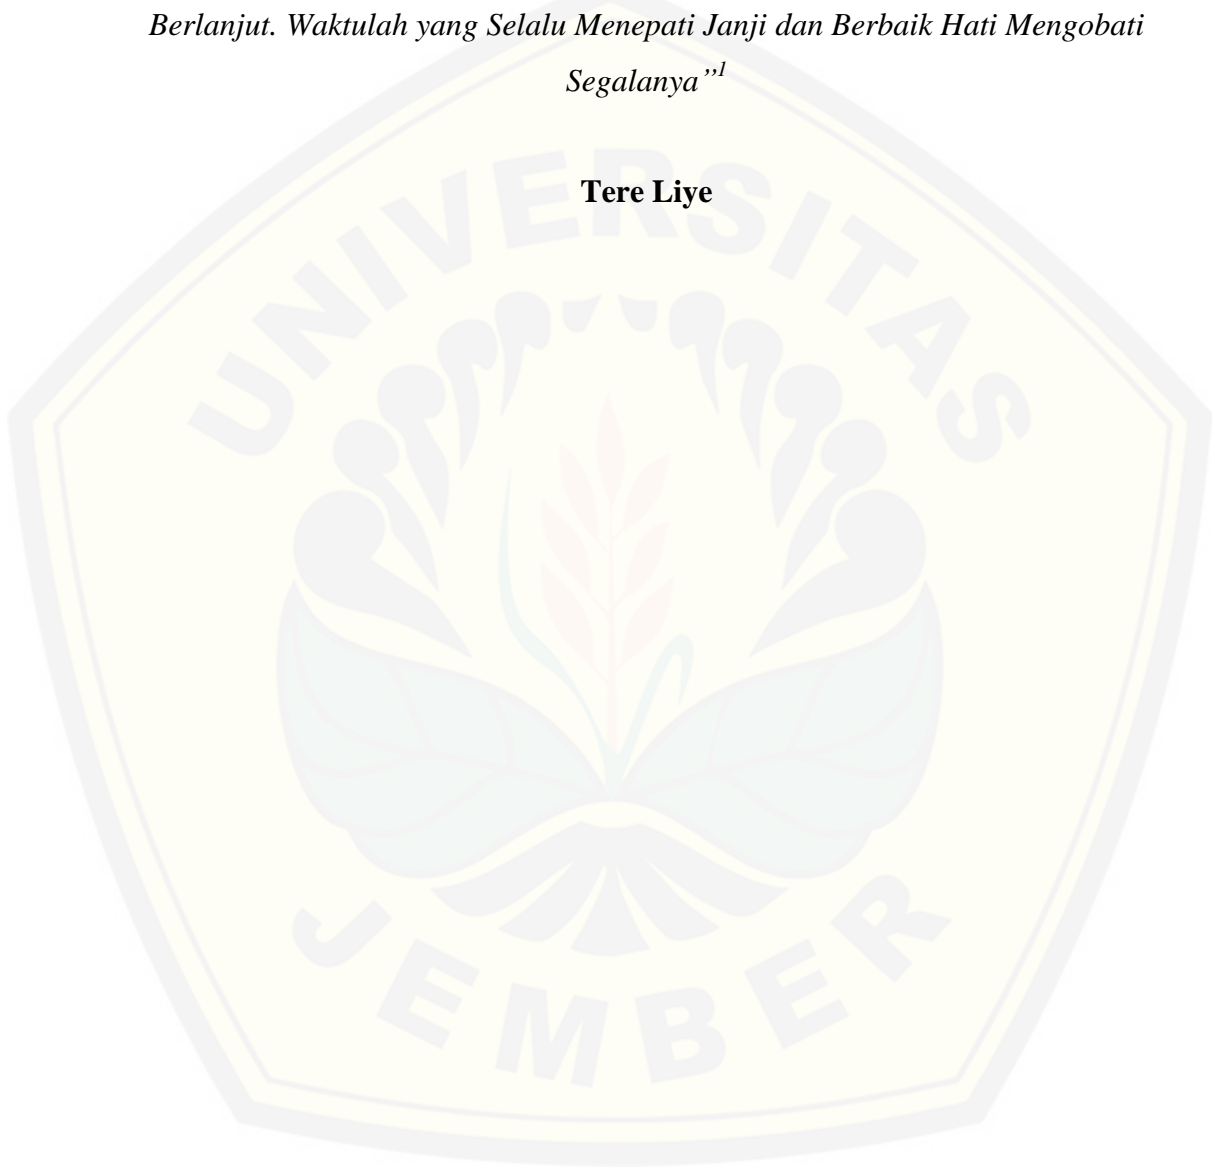 Berlanjut. Waktulah yang Selalu Menepati Janji dan Berbaik Hati Mengobati
Segalanya”1
Tere Liye
UNIVERSITAS
JEMBER